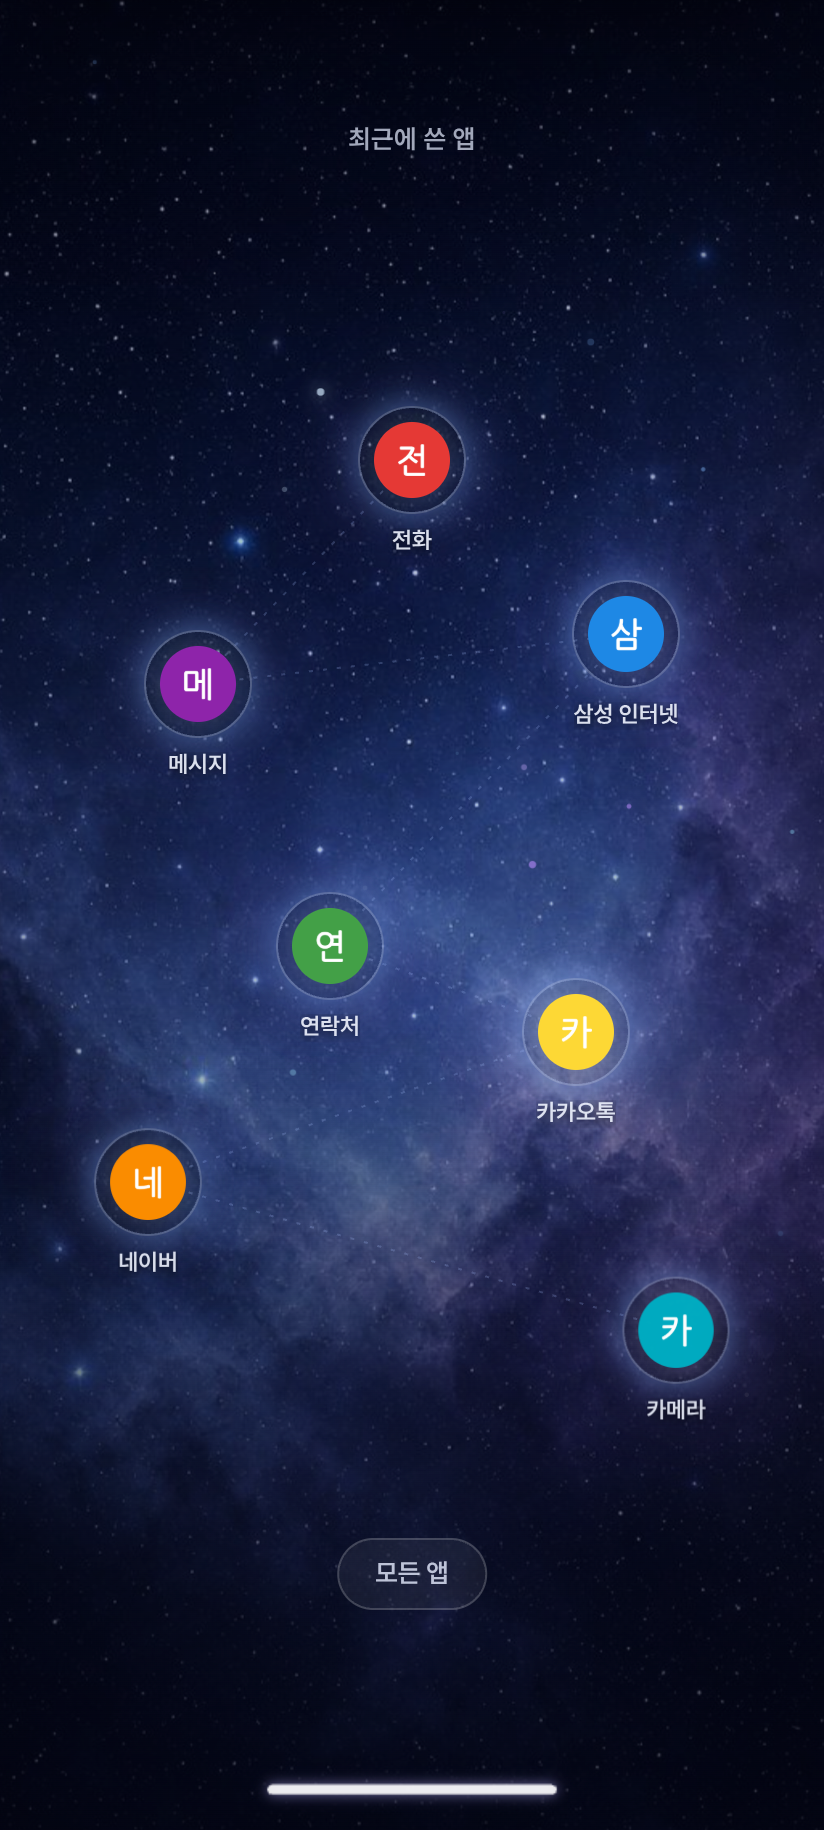 최근에 쓴 앱
전
전화
삼
삼성 인터넷
메
메시지
연
연락처
카
카카오톡
네
네이버
카
카메라
모든 앱